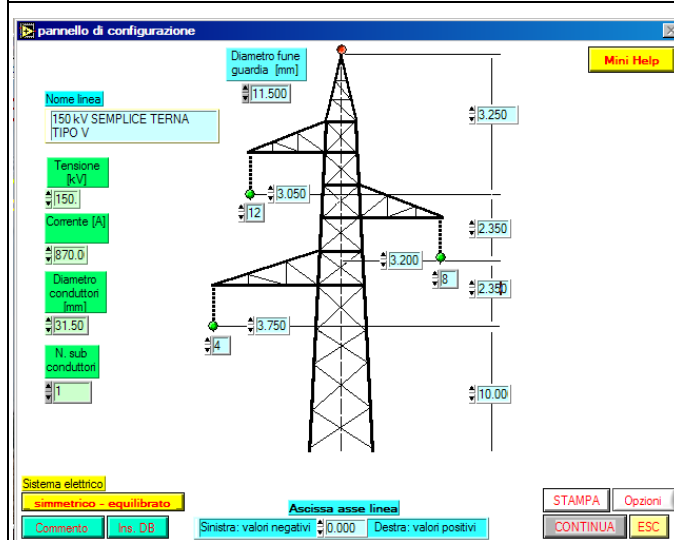 pannello di configurazione
Diametro fune
guardia [mm]
11.500
Mini Help
Nome linea
150 kV SEMPLICE TERNA
TIPO V
3.250
Tensione
[kV]
150.
3.050
12
Corrente [A]
870.0
2.350
3.200
8
Diametro
conduttori
[mm]
31.50
2.350
3.750
4
N. sub
conduttori
1
10.00
Sistema elettrico
simmetrico - equilibrato
Ascissa asse linea
STAMPA
Opzioni
Commento
Ins. DB
Sinistra: valori negativi
0.000
Destra: valori positivi
CONTINUA
ESC